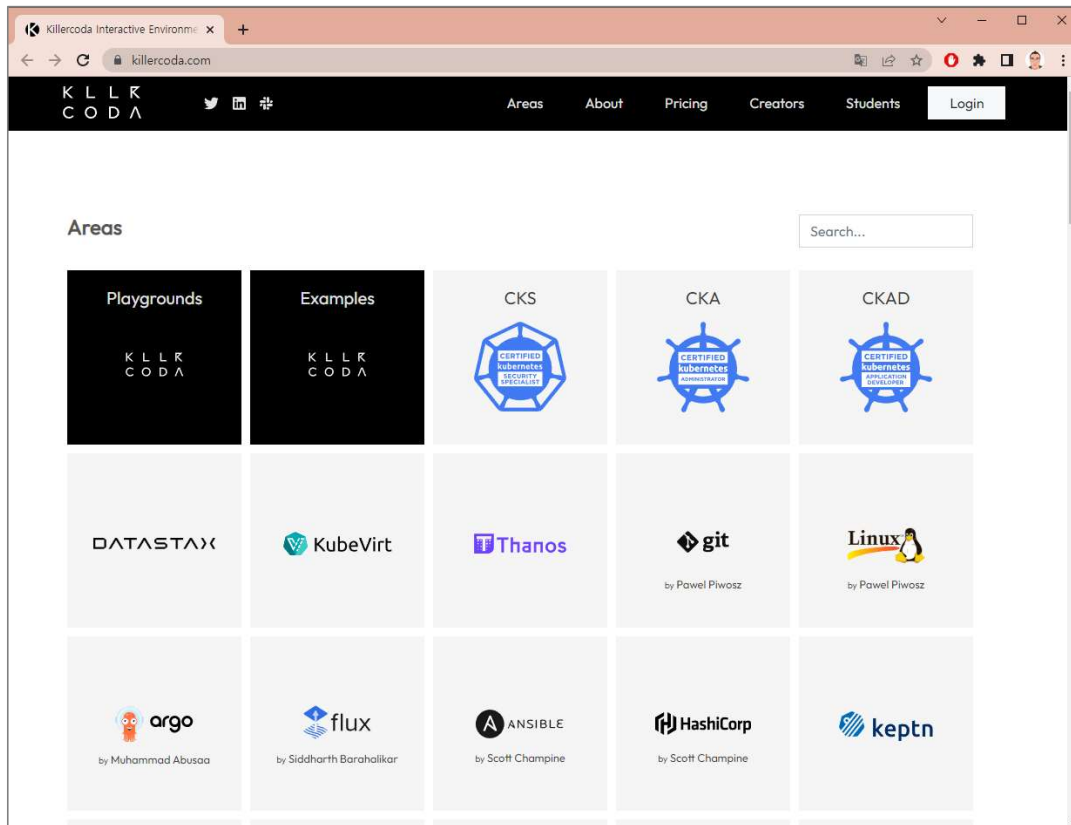 Killercoda Interactive Environme
killercoda.com
KLLR
CODA
Areas About Pricing Creators Students Login
Areas
Search...
Playgrounds Examples CKS CKA CKAD
KLLR
CODA
KLLR
CODA
CERTIFIED
kubernetes
SECURITY
SPECIALIST
CERTIFIED
kubernetes
ADMINISTRATOR
CERTIFIED
kubernetes
APPLICATION
DEVELOPER
DATASTAX KubeVirt Thanos git Linux
by Pawel Piwosz by Pawel Piwosz
argo flux ANSIBLE HashiCorp keptn
by Muhammad Abusaa by Siddharth Barahalikar by Scott Champine by Scott Champine